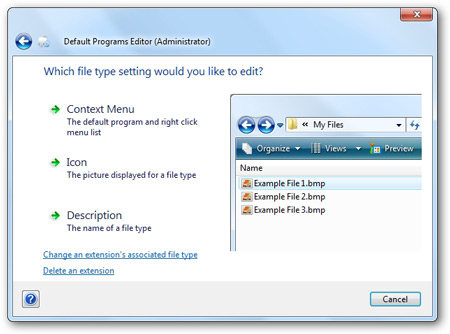 Default Programs Editor (Administrator)
Which file type setting would you like to edit?
Context Menu
The default program and right click
menu list
Icon
The picture displayed for a file type
Description
The name of a file type
Change an extension's associated file type
Delete an extension
« My Files
Organize Views Preview
Name
Example File 1.bmp
Example File 2.bmp
Example File 3.bmp
?
Cancel